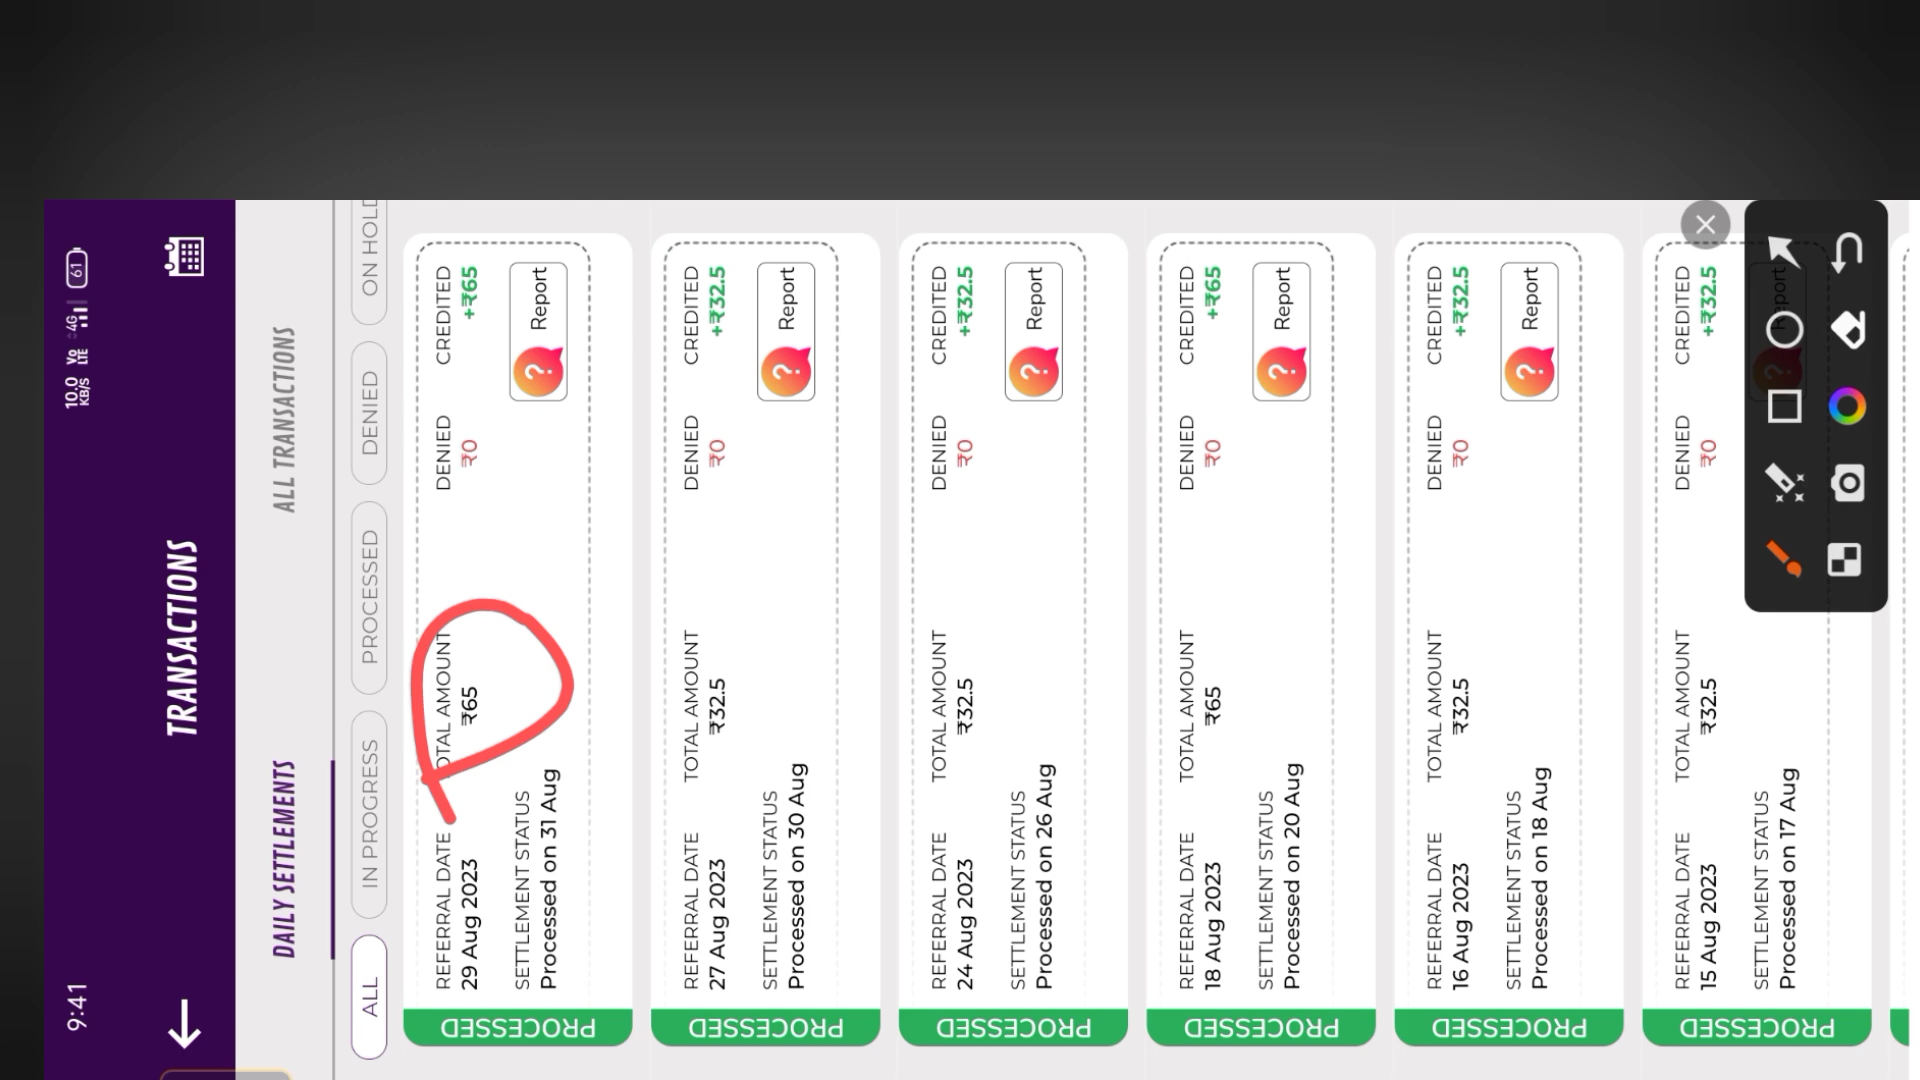 9:41
10.0 KB/S Vo LTE 4G 61
TRANSACTIONS
DAILY SETTLEMENTS ALL TRANSACTIONS
ALL IN PROGRESS PROCESSED DENIED ON HOLD
PROCESSED
REFERRAL DATE TOTAL AMOUNT DENIED CREDITED
29 Aug 2023 ₹65 ₹0 +₹65
SETTLEMENT STATUS
Processed on 31 Aug ? Report
PROCESSED
REFERRAL DATE TOTAL AMOUNT DENIED CREDITED
27 Aug 2023 ₹32.5 ₹0 +₹32.5
SETTLEMENT STATUS
Processed on 30 Aug ? Report
PROCESSED
REFERRAL DATE TOTAL AMOUNT DENIED CREDITED
24 Aug 2023 ₹32.5 ₹0 +₹32.5
SETTLEMENT STATUS
Processed on 26 Aug ? Report
PROCESSED
REFERRAL DATE TOTAL AMOUNT DENIED CREDITED
18 Aug 2023 ₹65 ₹0 +₹65
SETTLEMENT STATUS
Processed on 20 Aug ? Report
PROCESSED
REFERRAL DATE TOTAL AMOUNT DENIED CREDITED
16 Aug 2023 ₹32.5 ₹0 +₹32.5
SETTLEMENT STATUS
Processed on 18 Aug ? Report
PROCESSED
REFERRAL DATE TOTAL AMOUNT DENIED CREDITED
15 Aug 2023 ₹32.5 ₹0 +₹32.5
SETTLEMENT STATUS
Processed on 17 Aug ? Report